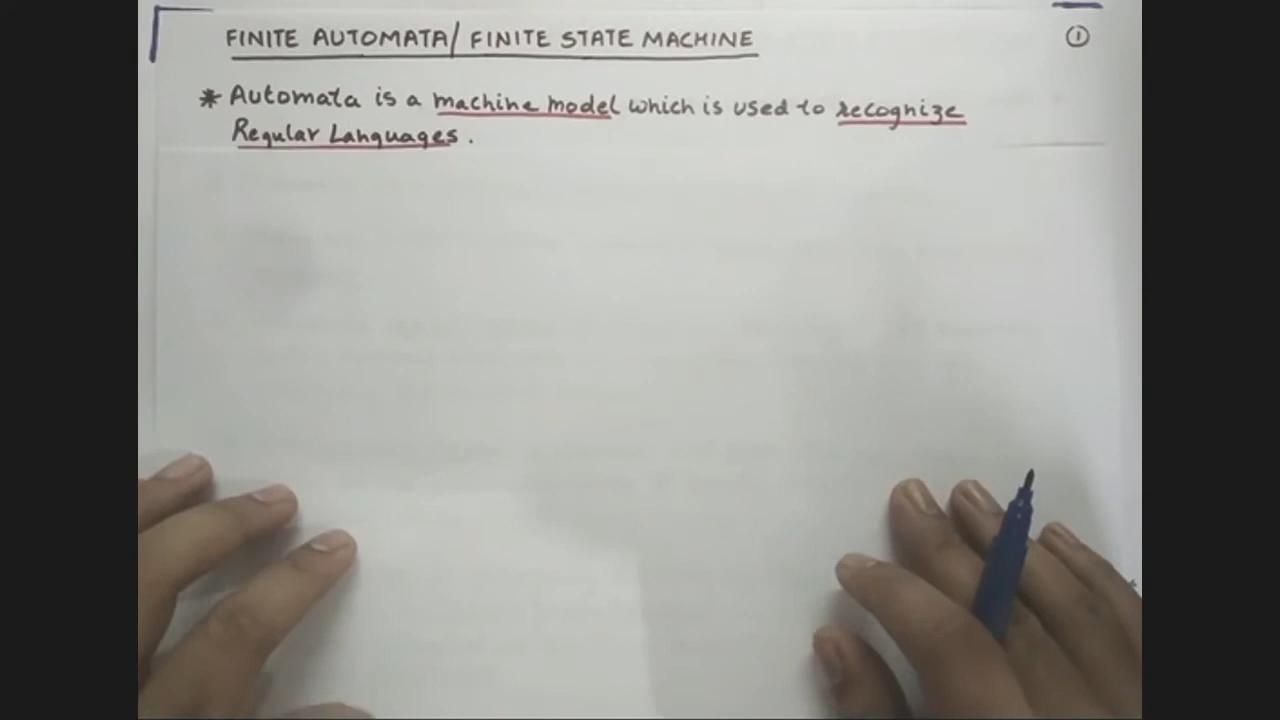 FINITE AUTOMATA/ FINITE STATE MACHINE
①
* Automata is a machine model which is used to recognize
Regular Languages.